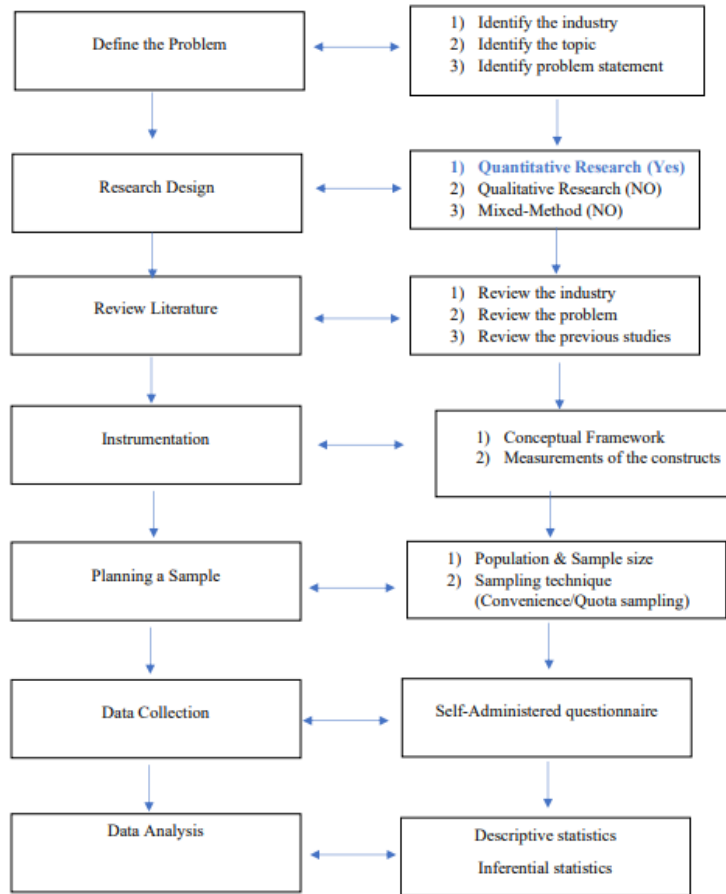 Define the Problem
1) Identify the industry
2) Identify the topic
3) Identify problem statement
Research Design
1) Quantitative Research (Yes)
2) Qualitative Research (NO)
3) Mixed-Method (NO)
Review Literature
1) Review the industry
2) Review the problem
3) Review the previous studies
Instrumentation
1) Conceptual Framework
2) Measurements of the constructs
Planning a Sample
1) Population & Sample size
2) Sampling technique
(Convenience/Quota sampling)
Data Collection
Self-Administered questionnaire
Data Analysis
Descriptive statistics
Inferential statistics